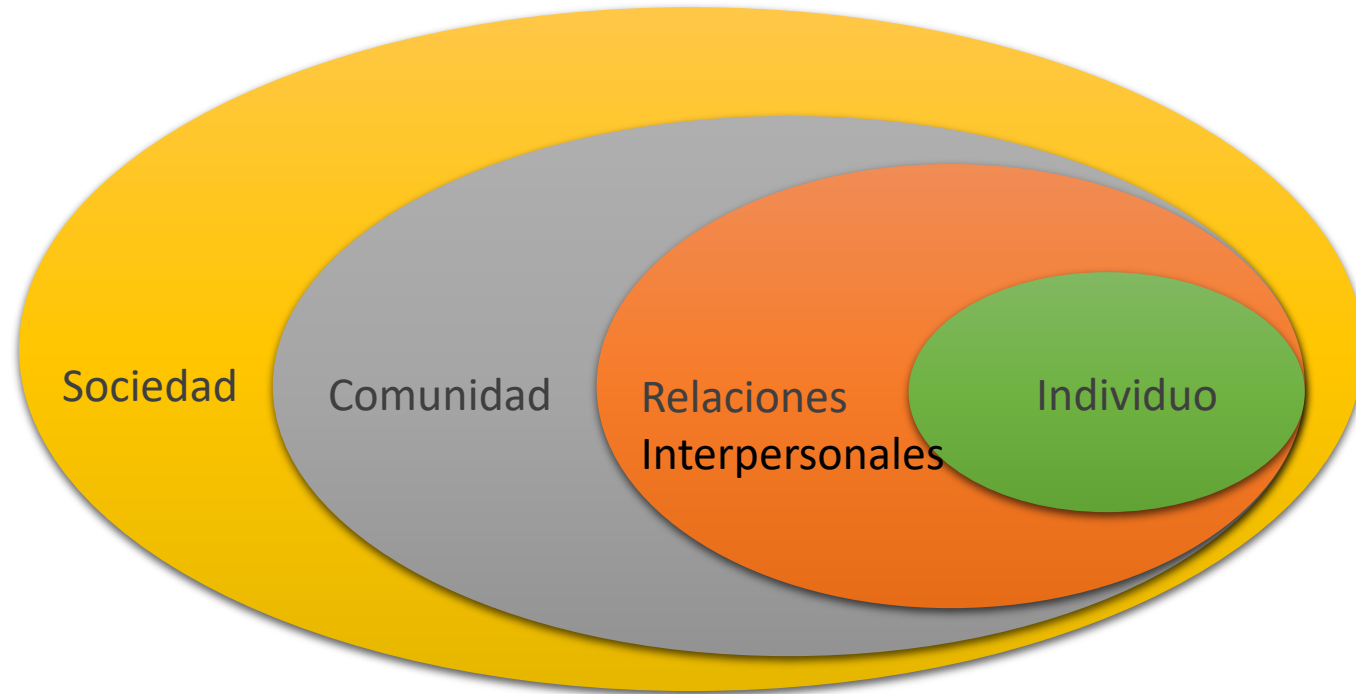 Sociedad
Comunidad
Relaciones
Interpersonales
Individuo